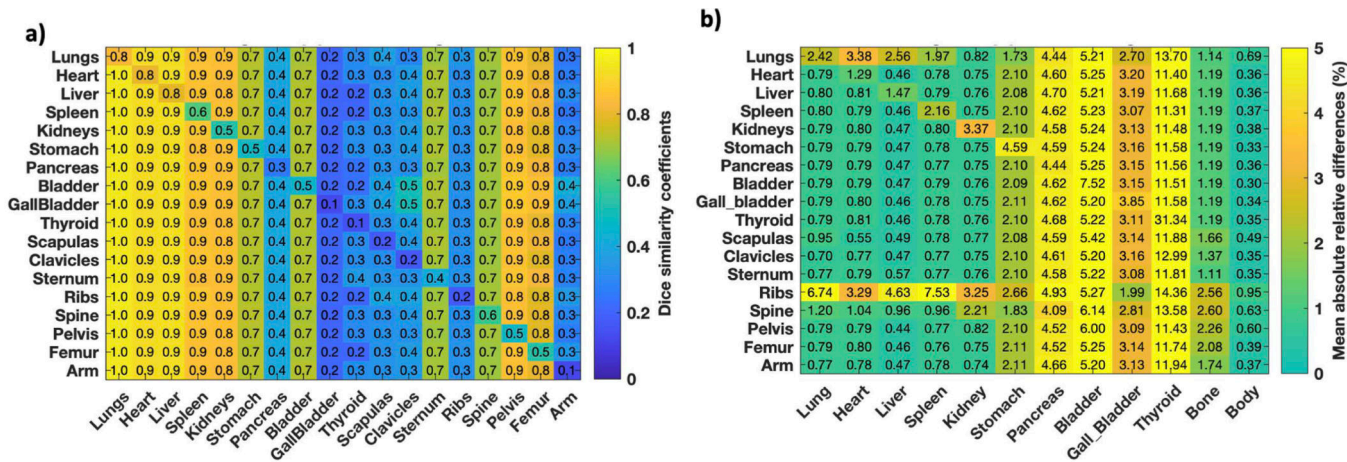 a)
Lungs 0.8 0.9 0.9 0.9 0.9 0.7 0.4 0.7 0.2 0.3 0.4 0.3 0.7 0.3 0.7 0.9 0.8 0.3
Heart 1.0 0.8 0.9 0.9 0.9 0.7 0.4 0.7 0.2 0.3 0.3 0.4 0.7 0.3 0.7 0.9 0.8 0.3
Liver 1.0 0.9 0.8 0.9 0.9 0.7 0.4 0.7 0.2 0.2 0.3 0.4 0.7 0.3 0.7 0.9 0.8 0.3
Spleen 1.0 0.9 0.9 0.6 0.9 0.7 0.4 0.7 0.2 0.2 0.3 0.3 0.7 0.3 0.7 0.9 0.8 0.3
Kidneys 1.0 0.9 0.9 0.9 0.5 0.7 0.4 0.7 0.2 0.3 0.3 0.4 0.7 0.3 0.7 0.9 0.8 0.3
Stomach 1.0 0.9 0.9 0.8 0.9 0.5 0.4 0.7 0.2 0.3 0.3 0.4 0.7 0.3 0.7 0.9 0.8 0.3
Pancreas 1.0 0.9 0.9 0.9 0.9 0.7 0.3 0.7 0.2 0.2 0.3 0.4 0.7 0.3 0.7 0.9 0.8 0.3
Bladder 1.0 0.9 0.9 0.9 0.9 0.7 0.4 0.5 0.2 0.2 0.4 0.5 0.7 0.3 0.7 0.9 0.9 0.4
GallBladder 1.0 0.9 0.9 0.9 0.9 0.7 0.4 0.7 0.1 0.3 0.4 0.5 0.7 0.3 0.7 0.9 0.9 0.4
Thyroid 1.0 0.9 0.9 0.9 0.9 0.7 0.4 0.7 0.2 0.1 0.3 0.4 0.7 0.3 0.7 0.9 0.8 0.3
Scapulas 1.0 0.9 0.9 0.9 0.8 0.7 0.4 0.7 0.2 0.3 0.2 0.4 0.7 0.3 0.7 0.9 0.8 0.3
Clavicles 1.0 0.9 0.9 0.9 0.9 0.7 0.4 0.7 0.2 0.3 0.3 0.2 0.7 0.3 0.7 0.9 0.8 0.3
Sternum 1.0 0.9 0.9 0.8 0.8 0.7 0.4 0.7 0.2 0.3 0.3 0.3 0.4 0.3 0.7 0.9 0.8 0.3
Ribs 1.0 0.9 0.9 0.9 0.9 0.7 0.4 0.7 0.2 0.2 0.3 0.4 0.7 0.2 0.7 0.8 0.8 0.3
Spine 1.0 0.9 0.9 0.9 0.8 0.7 0.4 0.7 0.2 0.3 0.3 0.4 0.7 0.3 0.6 0.9 0.8 0.3
Pelvis 1.0 0.9 0.9 0.9 0.9 0.7 0.4 0.7 0.2 0.3 0.3 0.4 0.7 0.3 0.7 0.5 0.8 0.3
Femur 1.0 0.9 0.9 0.9 0.8 0.7 0.4 0.7 0.2 0.2 0.3 0.4 0.7 0.3 0.7 0.9 0.5 0.3
Arm 1.0 0.9 0.9 0.9 0.8 0.7 0.4 0.7 0.2 0.3 0.3 0.3 0.7 0.3 0.7 0.9 0.8 0.1
Lungs Heart Liver Spleen Kidneys Stomach Pancreas Bladder GallBladder Thyroid Scapulas Clavicles Sternum Ribs Spine Pelvis Femur Arm
1
0.8
0.6
0.4
0.2
0
Dice similarity coefficients
b)
Lungs 2.42 3.38 2.56 1.97 0.82 1.73 4.44 5.21 2.70 13.70 1.14 0.69
Heart 0.79 1.29 0.46 0.78 0.75 2.10 4.60 5.25 3.20 11.40 1.19 0.36
Liver 0.80 0.81 1.47 0.79 0.76 2.08 4.70 5.21 3.19 11.68 1.19 0.36
Spleen 0.80 0.79 0.46 2.16 0.75 2.10 4.62 5.23 3.07 11.31 1.19 0.37
Kidneys 0.79 0.80 0.47 0.80 3.37 2.10 4.58 5.24 3.13 11.48 1.19 0.38
Stomach 0.79 0.79 0.47 0.78 0.75 4.59 4.59 5.24 3.16 11.58 1.19 0.33
Pancreas 0.79 0.79 0.47 0.78 0.75 2.10 4.44 5.25 3.15 11.56 1.19 0.36
Bladder 0.79 0.79 0.47 0.79 0.76 2.09 4.62 7.52 3.15 11.51 1.19 0.30
Gall_bladder 0.79 0.80 0.46 0.78 0.75 2.11 4.62 5.20 3.85 11.58 1.19 0.34
Thyroid 0.79 0.81 0.46 0.78 0.76 2.10 4.68 5.22 3.11 31.34 1.19 0.35
Scapulas 0.95 0.55 0.49 0.78 0.77 2.08 4.59 5.42 3.14 11.88 1.66 0.49
Clavicles 0.70 0.77 0.47 0.78 0.76 2.10 4.61 5.20 3.16 12.99 1.37 0.35
Sternum 0.77 0.79 0.57 0.77 0.76 2.10 4.58 5.22 3.08 11.81 1.11 0.35
Ribs 6.74 3.29 4.63 7.53 3.25 2.66 4.93 5.27 1.99 14.36 2.56 0.95
Spine 1.20 1.04 0.96 0.96 2.21 1.83 4.09 6.14 2.81 13.58 2.60 0.63
Pelvis 0.79 0.79 0.44 0.77 0.82 2.10 4.52 6.00 3.09 11.43 2.26 0.60
Femur 0.79 0.80 0.46 0.76 0.75 2.11 4.52 5.25 3.14 11.74 2.08 0.39
Arm 0.77 0.78 0.47 0.78 0.74 2.11 4.66 5.20 3.13 11.94 1.74 0.37
Lung Heart Liver Spleen Kidney Stomach Pancreas Bladder Gall_Bladder Thyroid Bone Body
5
4
3
2
1
0
Mean absolute relative differences (%)